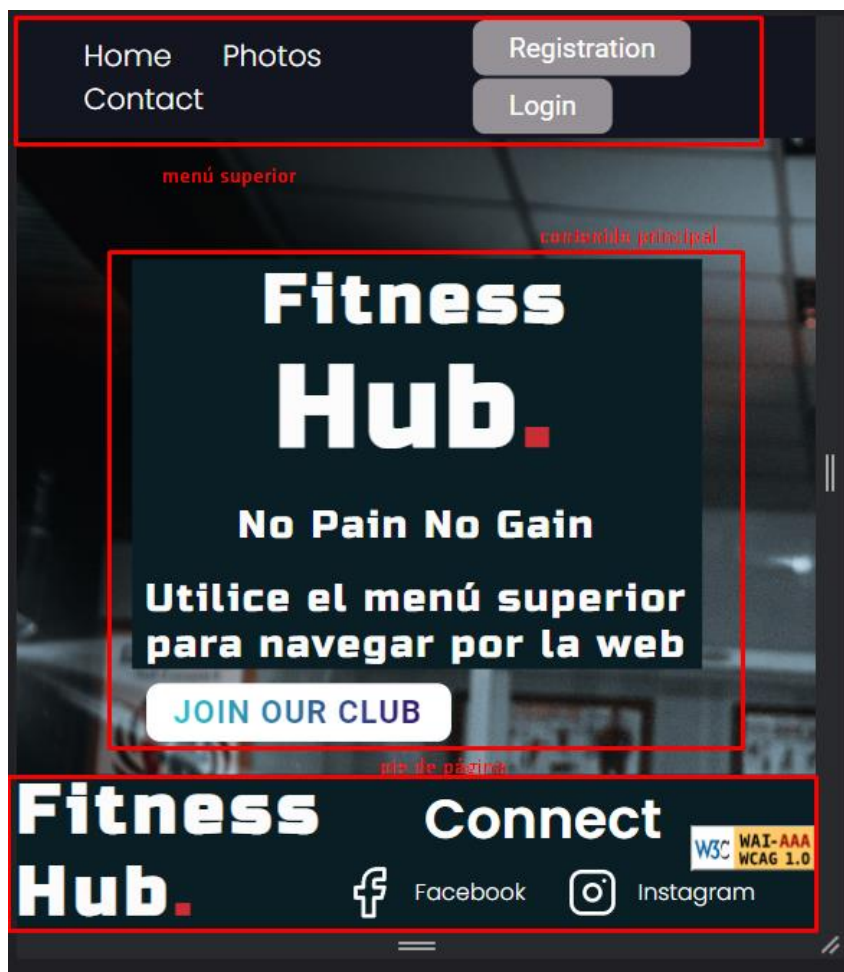 Home Photos
Contact
Registration
Login
menú superior
contenido principal
Fitness
Hub.
No Pain No Gain
Utilice el menú superior
para navegar por la web
JOIN OUR CLUB
pie de página
Fitness
Hub.
Connect
W3C WAI-AAA
WCAG 1.0
Facebook
Instagram